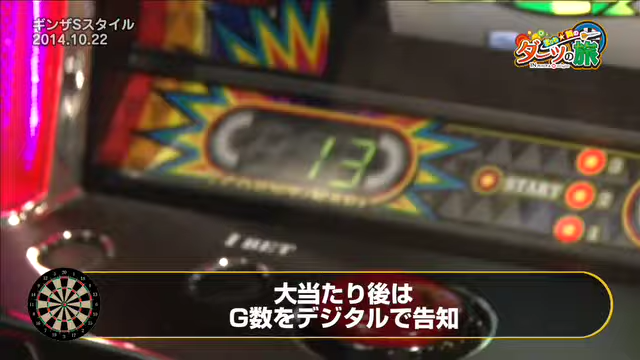 ギンザSスタイル
2014.10.22
ダーツの旅
13
START
3
2
1
1 BET
大当たり後は
G数をデジタルで告知